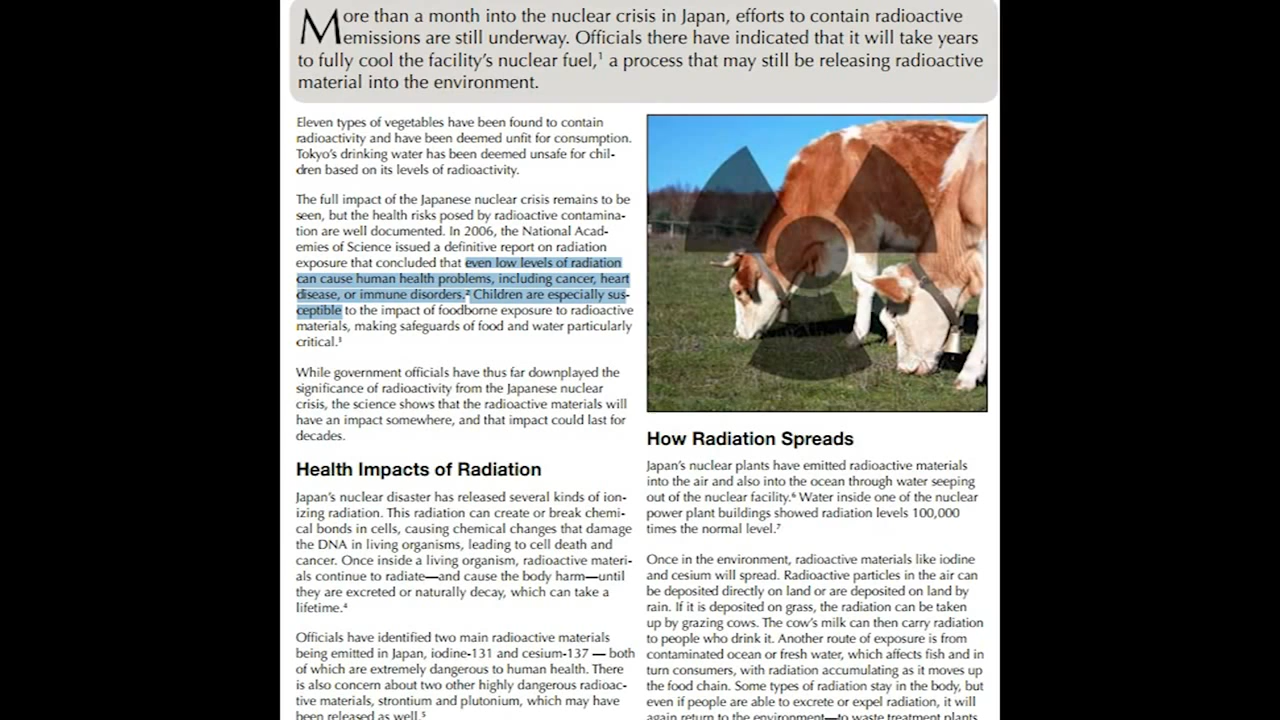 More than a month into the nuclear crisis in Japan, efforts to contain radioactive
emissions are still underway. Officials there have indicated that it will take years
to fully cool the facility's nuclear fuel,¹ a process that may still be releasing radioactive
material into the environment.
Eleven types of vegetables have been found to contain
radioactivity and have been deemed unfit for consumption.
Tokyo's drinking water has been deemed unsafe for chil-
dren based on its levels of radioactivity.
The full impact of the Japanese nuclear crisis remains to be
seen, but the health risks posed by radioactive contamina-
tion are well documented. In 2006, the National Acad-
emies of Science issued a definitive report on radiation
exposure that concluded that even low levels of radiation
can cause human health problems, including cancer, heart
disease, or immune disorders.² Children are especially sus-
ceptible to the impact of foodborne exposure to radioactive
materials, making safeguards of food and water particularly
critical.³
While government officials have thus far downplayed the
significance of radioactivity from the Japanese nuclear
crisis, the science shows that the radioactive materials will
have an impact somewhere, and that impact could last for
decades.
Health Impacts of Radiation
Japan's nuclear disaster has released several kinds of ion-
izing radiation. This radiation can create or break chemi-
cal bonds in cells, causing chemical changes that damage
the DNA in living organisms, leading to cell death and
cancer. Once inside a living organism, radioactive materi-
als continue to radiate—and cause the body harm—until
they are excreted or naturally decay, which can take a
lifetime.⁴
Officials have identified two main radioactive materials
being emitted in Japan, iodine-131 and cesium-137 — both
of which are extremely dangerous to human health. There
is also concern about two other highly dangerous radioac-
tive materials, strontium and plutonium, which may have
been released as well.⁵
How Radiation Spreads
Japan's nuclear plants have emitted radioactive materials
into the air and also into the ocean through water seeping
out of the nuclear facility.⁶ Water inside one of the nuclear
power plant buildings showed radiation levels 100,000
times the normal level.⁷
Once in the environment, radioactive materials like iodine
and cesium will spread. Radioactive particles in the air can
be deposited directly on land or are deposited on land by
rain. If it is deposited on grass, the radiation can be taken
up by grazing cows. The cow's milk can then carry radiation
to people who drink it. Another route of exposure is from
contaminated ocean or fresh water, which affects fish and in
turn consumers, with radiation accumulating as it moves up
the food chain. Some types of radiation stay in the body, but
even if people are able to excrete or expel radiation, it will
again return to the environment—to waste treatment plants